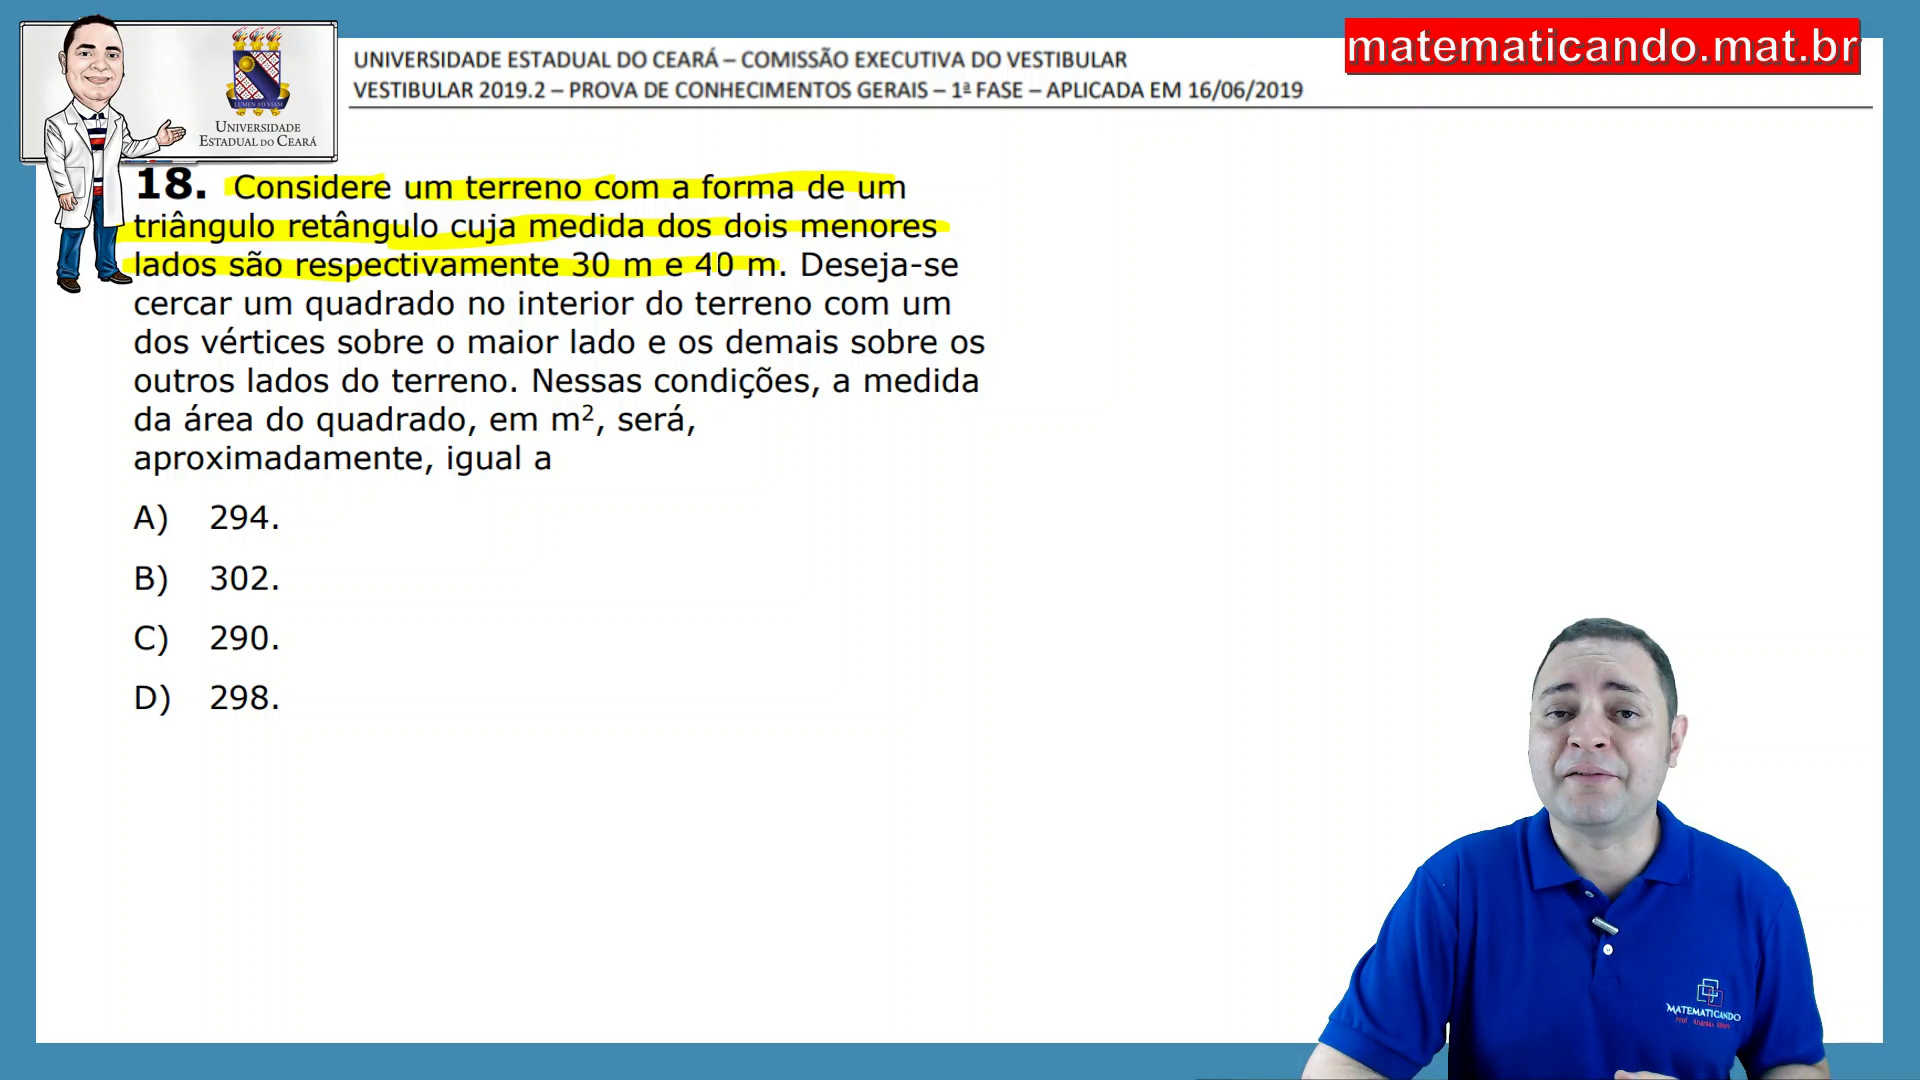 matematicando.mat.br
UNIVERSIDADE ESTADUAL DO CEARÁ – COMISSÃO EXECUTIVA DO VESTIBULAR
VESTIBULAR 2019.2 – PROVA DE CONHECIMENTOS GERAIS – 1ª FASE – APLICADA EM 16/06/2019
LUMEN AD VIAM
UNIVERSIDADE
ESTADUAL DO CEARÁ
18. Considere um terreno com a forma de um
triângulo retângulo cuja medida dos dois menores
lados são respectivamente 30 m e 40 m. Deseja-se
cercar um quadrado no interior do terreno com um
dos vértices sobre o maior lado e os demais sobre os
outros lados do terreno. Nessas condições, a medida
da área do quadrado, em m², será,
aproximadamente, igual a
A) 294.
B) 302.
C) 290.
D) 298.
MATEMATICANDO
Prof.